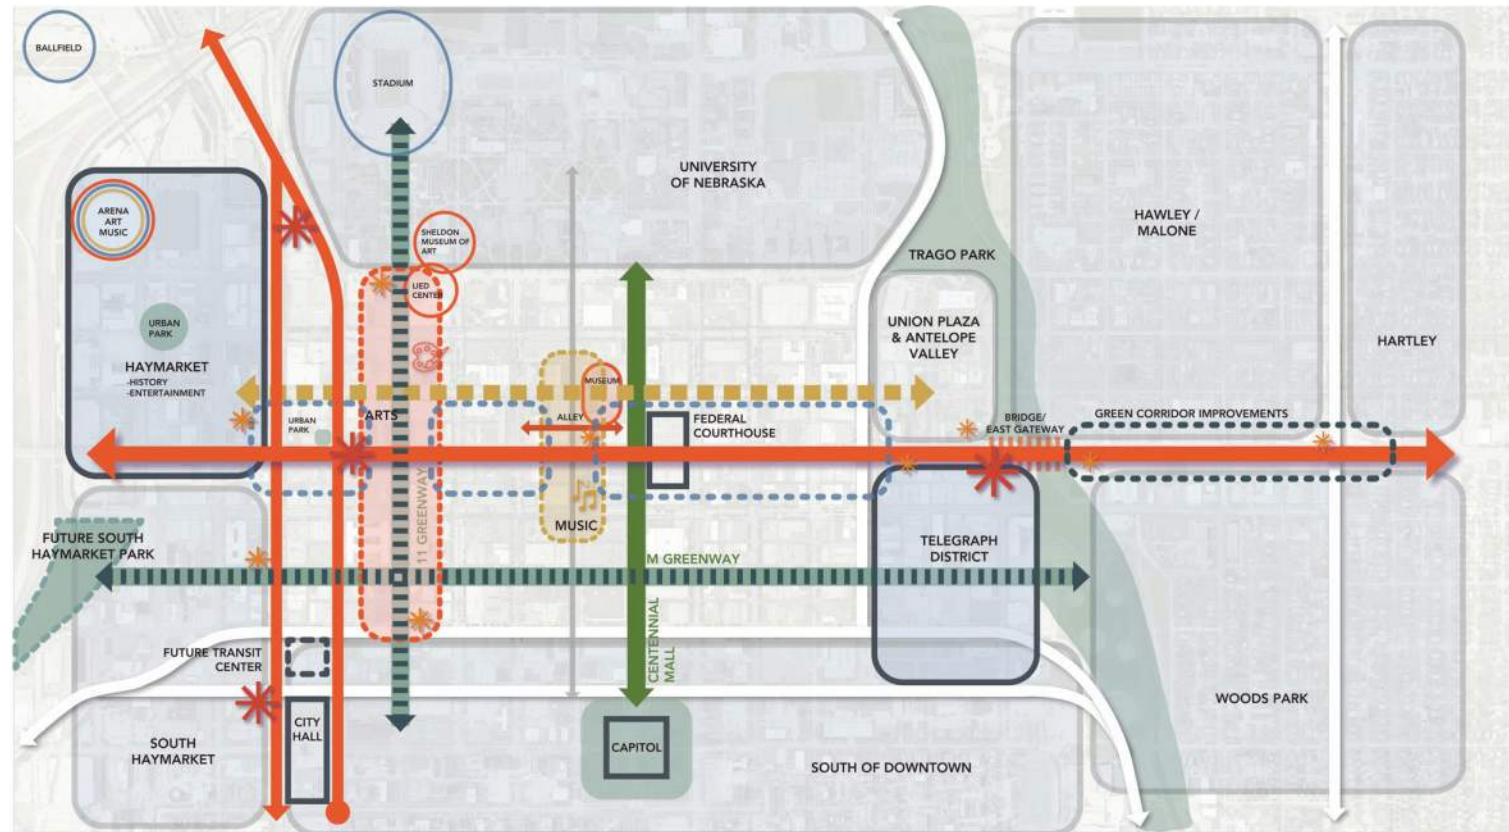 BALLFIELD
STADIUM
UNIVERSITY
OF NEBRASKA
HAWLEY /
MALONE
ARENA
ART
MUSIC
SHELDON
MUSEUM OF
ART
TRAGO PARK
LIED
CENTER
URBAN
PARK
UNION PLAZA
& ANTELOPE
VALLEY
HARTLEY
HAYMARKET
-HISTORY
-ENTERTAINMENT
MUSEUM
ARTS
URBAN
PARK
ALLEY
FEDERAL
COURTHOUSE
BRIDGE/
EAST GATEWAY
GREEN CORRIDOR IMPROVEMENTS
11 GREENWAY
MUSIC
FUTURE SOUTH
HAYMARKET PARK
TELEGRAPH
DISTRICT
M GREENWAY
CENTENNIAL
MALL
FUTURE TRANSIT
CENTER
WOODS PARK
CITY
HALL
SOUTH
HAYMARKET
CAPITOL
SOUTH OF DOWNTOWN